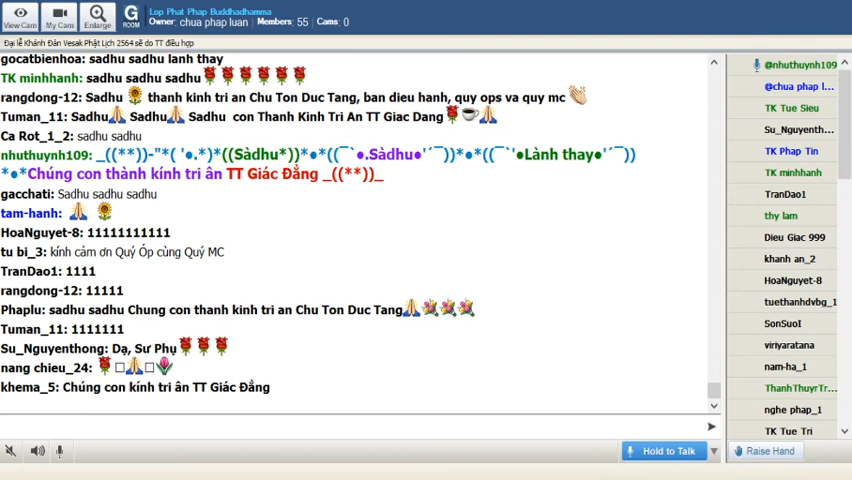 Lop Phat Phap Buddhadhamma
Owner: chua phap luan Members: 55 Cams: 0
View Cam My Cam Enlarge G ROOM
Đại lễ Khánh Đản Vesak Phật Lịch 2564 sẽ do TT điều hợp
gocatbienhoa: sadhu sadhu lanh thay
TK minhhanh: sadhu sadhu sadhu
rangdong-12: Sadhu thanh kinh tri an Chu Ton Duc Tang, ban dieu hanh, quy ops va quy mc
Tuman_11: Sadhu Sadhu Sadhu con Thanh Kinh Tri An TT Giac Dang
Ca Rot_1_2: sadhu sadhu
nhuthuynh109: _((**))-"*( '●.*)*((Sàdhu*))*●*((¯`●.Sàdhu●'´¯))*●*((¯`'●Lành thay●'´¯))
*●*Chúng con thành kính tri ân TT Giác Đẳng _((**))_
gacchati: Sadhu sadhu sadhu
tam-hanh:
HoaNguyet-8: 11111111111
tu bi_3: kính cảm ơn Quý Óp cùng Quý MC
TranDao1: 1111
rangdong-12: 11111
Phaplu: sadhu sadhu Chung con thanh kinh tri an Chu Ton Duc Tang
Tuman_11: 1111111
Su_Nguyenthong: Dạ, Sư Phụ
nang chieu_24:
khema_5: Chúng con kính tri ân TT Giác Đẳng
Hold to Talk
@nhuthuynh109
@chua phap l...
TK Tue Sieu
Su_Nguyenth...
TK Phap Tin
TK minhhanh
TranDao1
thy lam
Dieu Giac 999
khanh an_2
HoaNguyet-8
tuethanhdvbg_1
SonSuoI
viriyaratana
nam-ha_1
ThanhThuyrTr...
nghe phap_1
TK Tue Tri
Raise Hand